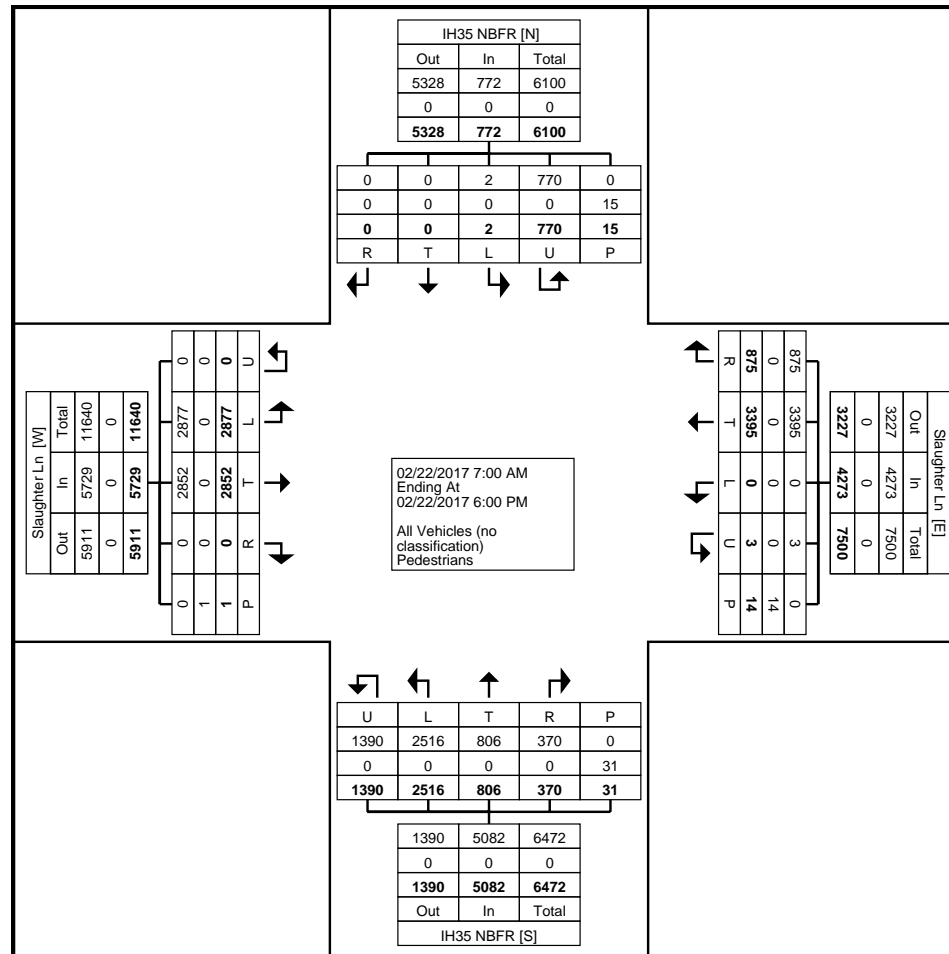 IH35 NBFR [N]
Out In Total
5328 772 6100
0 0 0
5328 772 6100
0 0 2 770 0
0 0 0 0 15
0 0 2 770 15
R T L U P
Slaughter Ln [W]
Total In Out
11640 5729 5911
0 0 0
11640 5729 5911
0 2877 2852 0 0
0 0 0 0 1
0 2877 2852 0 1
U L T R P
02/22/2017 7:00 AM
Ending At
02/22/2017 6:00 PM
All Vehicles (no
classification)
Pedestrians
Slaughter Ln [E]
Out In Total
3227 4273 7500
0 0 0
3227 4273 7500
875 3395 0 3 0
0 0 0 0 14
875 3395 0 3 14
R T L U P
U L T R P
1390 2516 806 370 0
0 0 0 0 31
1390 2516 806 370 31
1390 5082 6472
0 0 0
1390 5082 6472
Out In Total
IH35 NBFR [S]